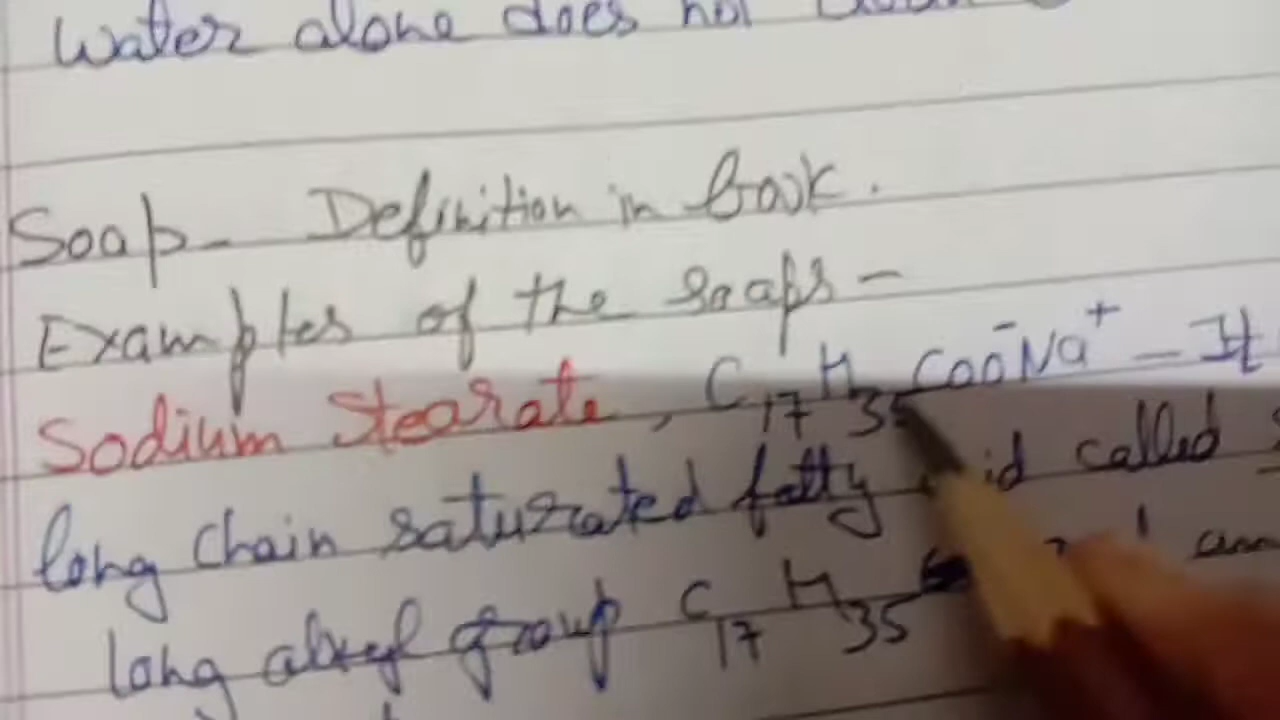 Water alone does not
Soap - Definition in book.
Examples of the soaps -
Sodium Stearate, C17H35COO⁻Na⁺ - It
long chain saturated fatty acid called
long alkyl group C17H35